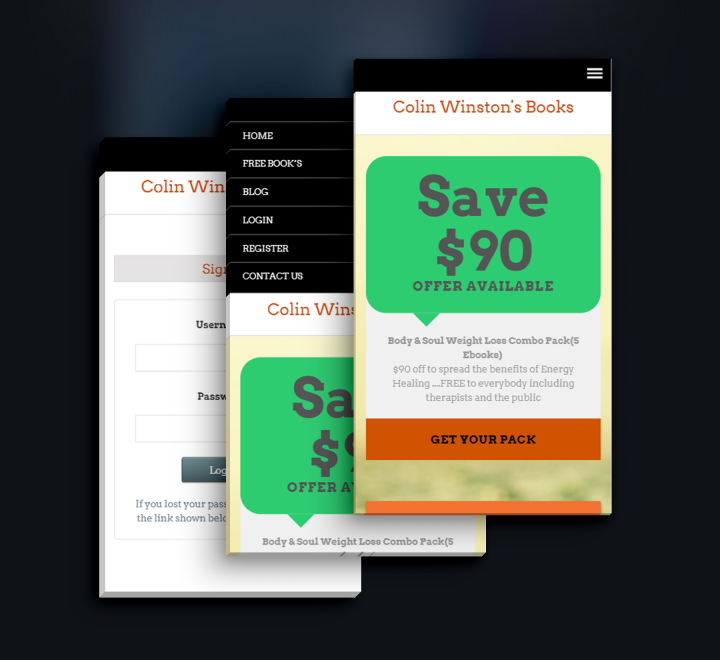 Colin Winston's Books
Save
$90
OFFER AVAILABLE
Body & Soul Weight Loss Combo Pack(5
Ebooks)
$90 off to spread the benefits of Energy
Healing ....FREE to everybody including
therapists and the public
GET YOUR PACK
HOME
FREE BOOK'S
BLOG
LOGIN
REGISTER
CONTACT US
Colin Wins
Sa
$9
OFFER A
Body & Soul Weight Loss Combo Pack(5
Colin Win
Sign
Usern
Passw
Log
If you lost your pass
the link shown belo